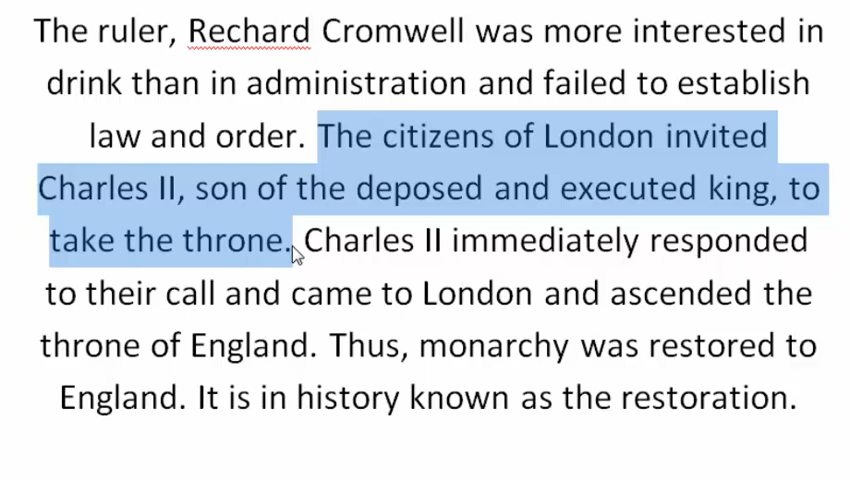 The ruler, Rechard Cromwell was more interested in
drink than in administration and failed to establish
law and order. The citizens of London invited
Charles II, son of the deposed and executed king, to
take the throne. Charles II immediately responded
to their call and came to London and ascended the
throne of England. Thus, monarchy was restored to
England. It is in history known as the restoration.